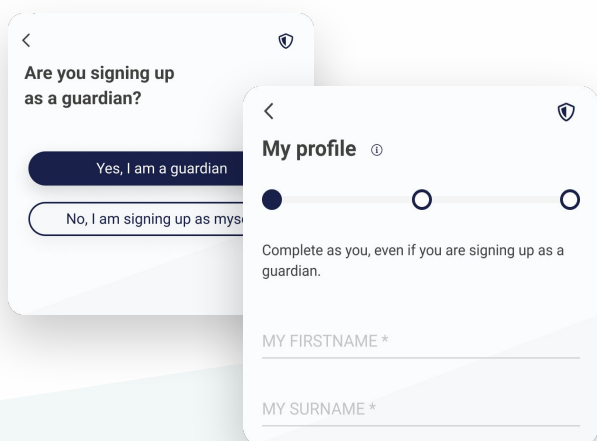 Are you signing up
as a guardian?
Yes, I am a guardian
No, I am signing up as
My profile
Complete as you, even if you are signing up as a
guardian.
MY FIRSTNAME *
MY SURNAME *